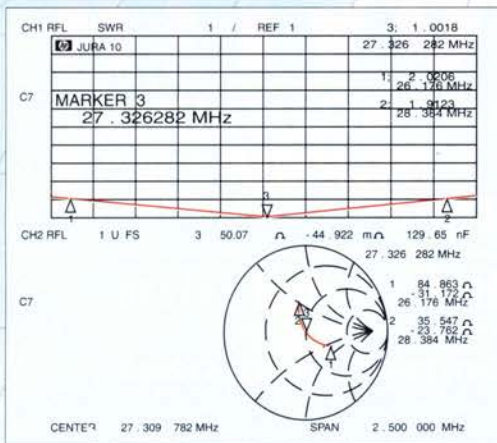 CH1 RFL SWR 1 / REF 1 3: 1.0018
hp JURA 10 27.326 282 MHz
1: 2.0206
26.176 MHz
C7
MARKER 3
27.326282 MHz
2: 1.9123
28.384 MHz
3
1 2
CH2 RFL 1 U FS 3 50.07 Ω -44.922 mΩ 129.65 nF
27.326 282 MHz
1 84.863 Ω
-31.172 Ω
26.176 MHz
C7
2 35.547 Ω
-23.762 Ω
28.384 MHz
1
CENTER 27.309 782 MHz SPAN 2.500 000 MHz